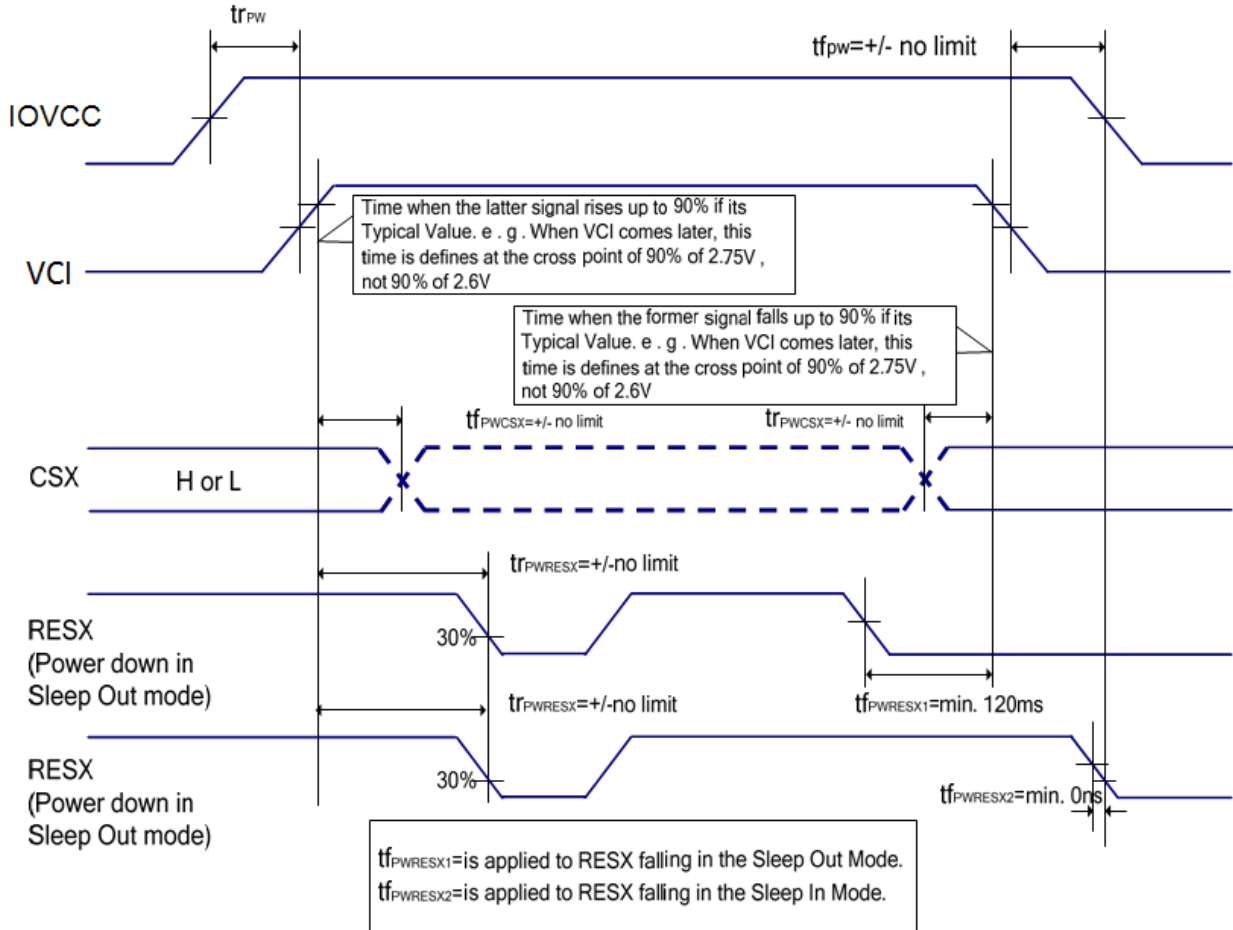 trPW
tfpw=+/- no limit
IOVCC
Time when the latter signal rises up to 90% if its
Typical Value. e . g . When VCI comes later, this
time is defines at the cross point of 90% of 2.75V ,
not 90% of 2.6V
VCI
Time when the former signal falls up to 90% if its
Typical Value. e . g . When VCI comes later, this
time is defines at the cross point of 90% of 2.75V ,
not 90% of 2.6V
tfPWCSX=+/- no limit
trPWCSX=+/- no limit
CSX
H or L
trPWRESX=+/-no limit
RESX
(Power down in
Sleep Out mode)
30%
tfPWRESX1=min. 120ms
trPWRESX=+/-no limit
RESX
(Power down in
Sleep Out mode)
30%
tfPWRESX2=min. 0ns
tfPWRESX1=is applied to RESX falling in the Sleep Out Mode.
tfPWRESX2=is applied to RESX falling in the Sleep In Mode.